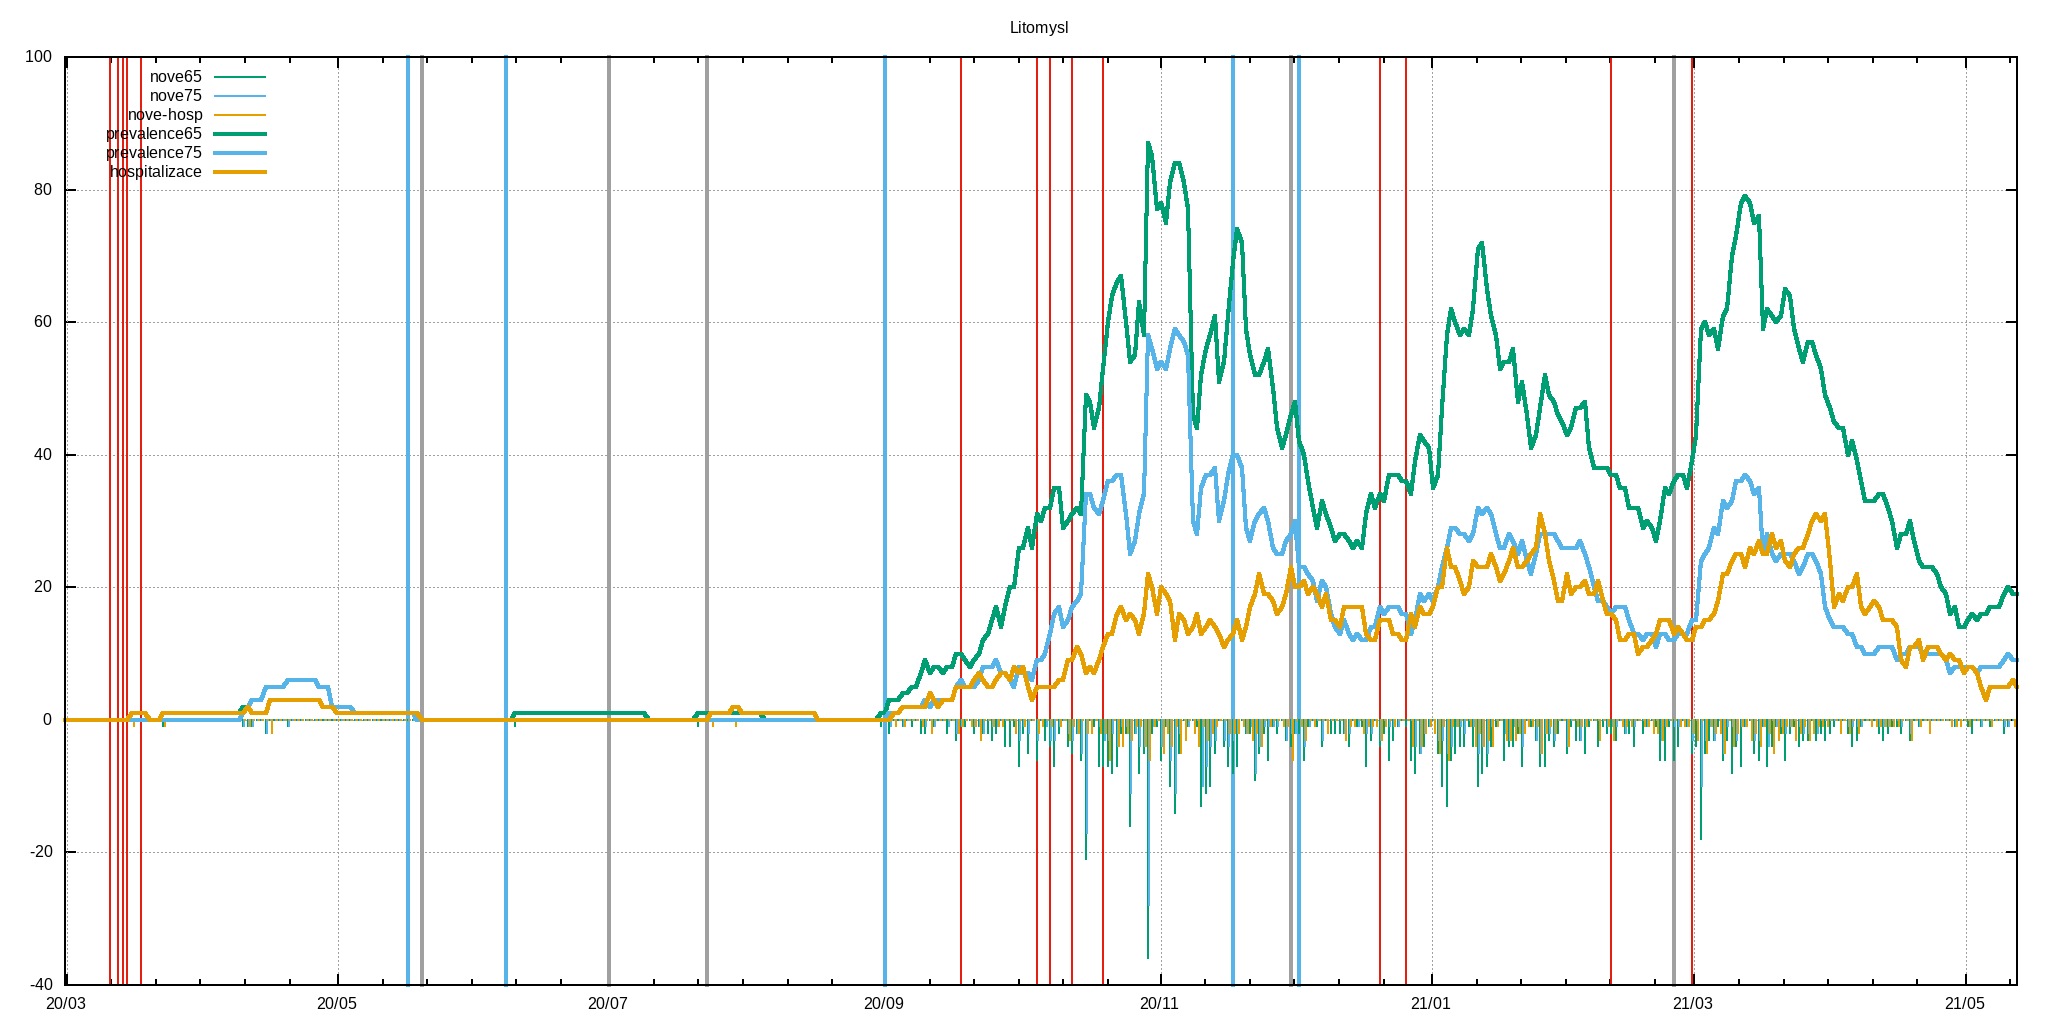 Litomysl
100
nove65
nove75
nove-hosp
prevalence65
prevalence75
hospitalizace
80
60
40
20
0
-20
-40
20/03 20/05 20/07 20/09 20/11 21/01 21/03 21/05